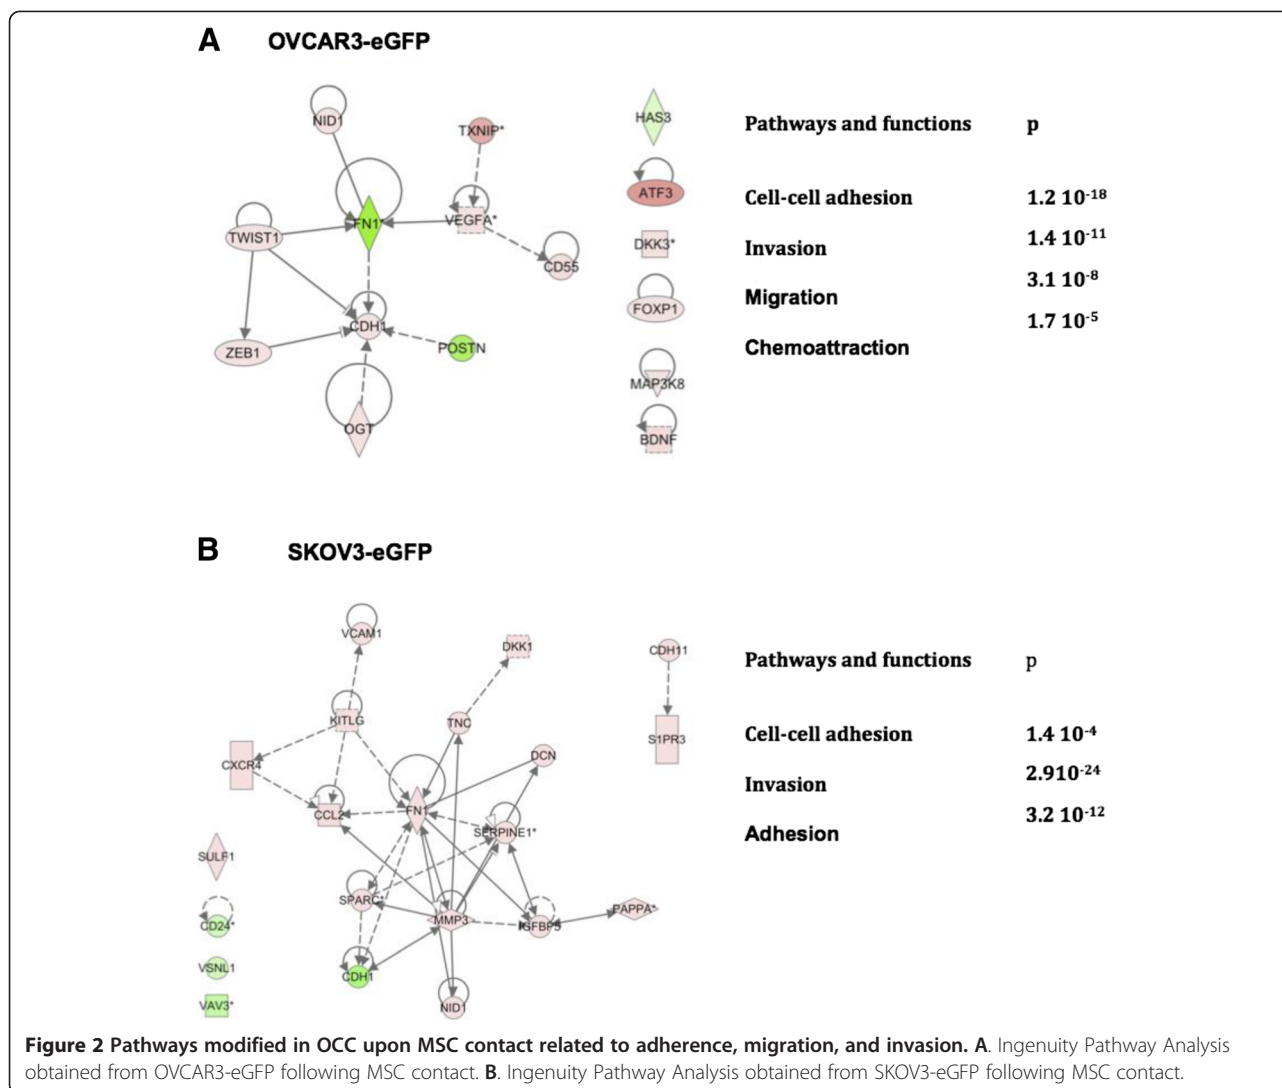 A OVCAR3-eGFP
NID1
TXNIP*
HAS3
Pathways and functions p
ATF3
Cell-cell adhesion 1.2 10-18
TWIST1
FN1*
VEGFA*
DKK3*
Invasion 1.4 10-11
CD55
Migration 3.1 10-8
FOXP1
CDH1
1.7 10-5
ZEB1
POSTN
Chemoattraction
MAP3K8
OGT
BDNF
B SKOV3-eGFP
VCAM1
DKK1
CDH11
Pathways and functions p
KITLG
TNC
S1PR3
Cell-cell adhesion 1.4 10-4
CXCR4
DCN
Invasion 2.910-24
CCL2
FN1
SERPINE1*
Adhesion 3.2 10-12
SULF1
SPARC*
MMP3
IGFBP5
PAPPA*
CD24*
VSNL1
CDH1
VAV3*
NID1
Figure 2 Pathways modified in OCC upon MSC contact related to adherence, migration, and invasion. A. Ingenuity Pathway Analysis
obtained from OVCAR3-eGFP following MSC contact. B. Ingenuity Pathway Analysis obtained from SKOV3-eGFP following MSC contact.